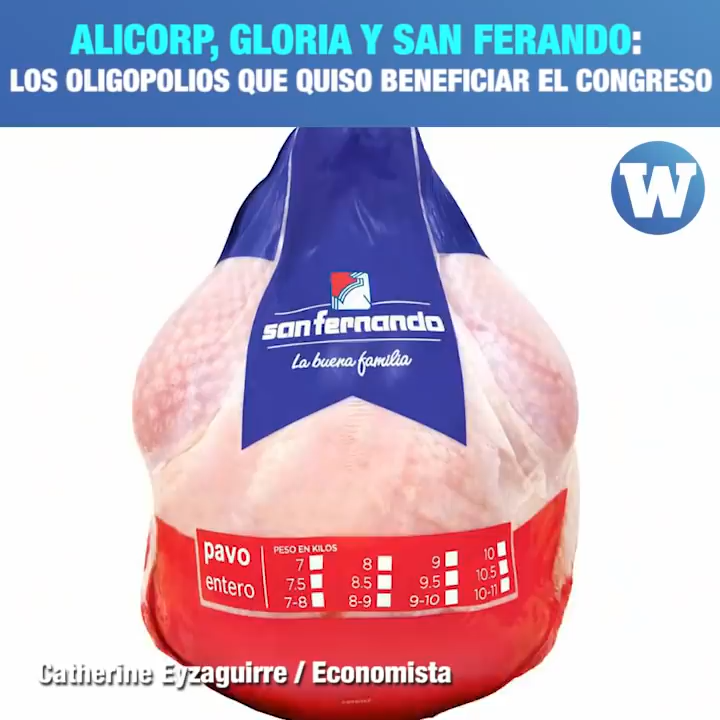 ALICORP, GLORIA Y SAN FERANDO:
LOS OLIGOPOLIOS QUE QUISO BENEFICIAR EL CONGRESO
W
sanfernando
La buena familia
pavo
entero
PESO EN KILOS
7 8 9 10
7.5 8.5 9.5 10.5
7-8 8-9 9-10 10-11
Catherine Eyzaguirre / Economista